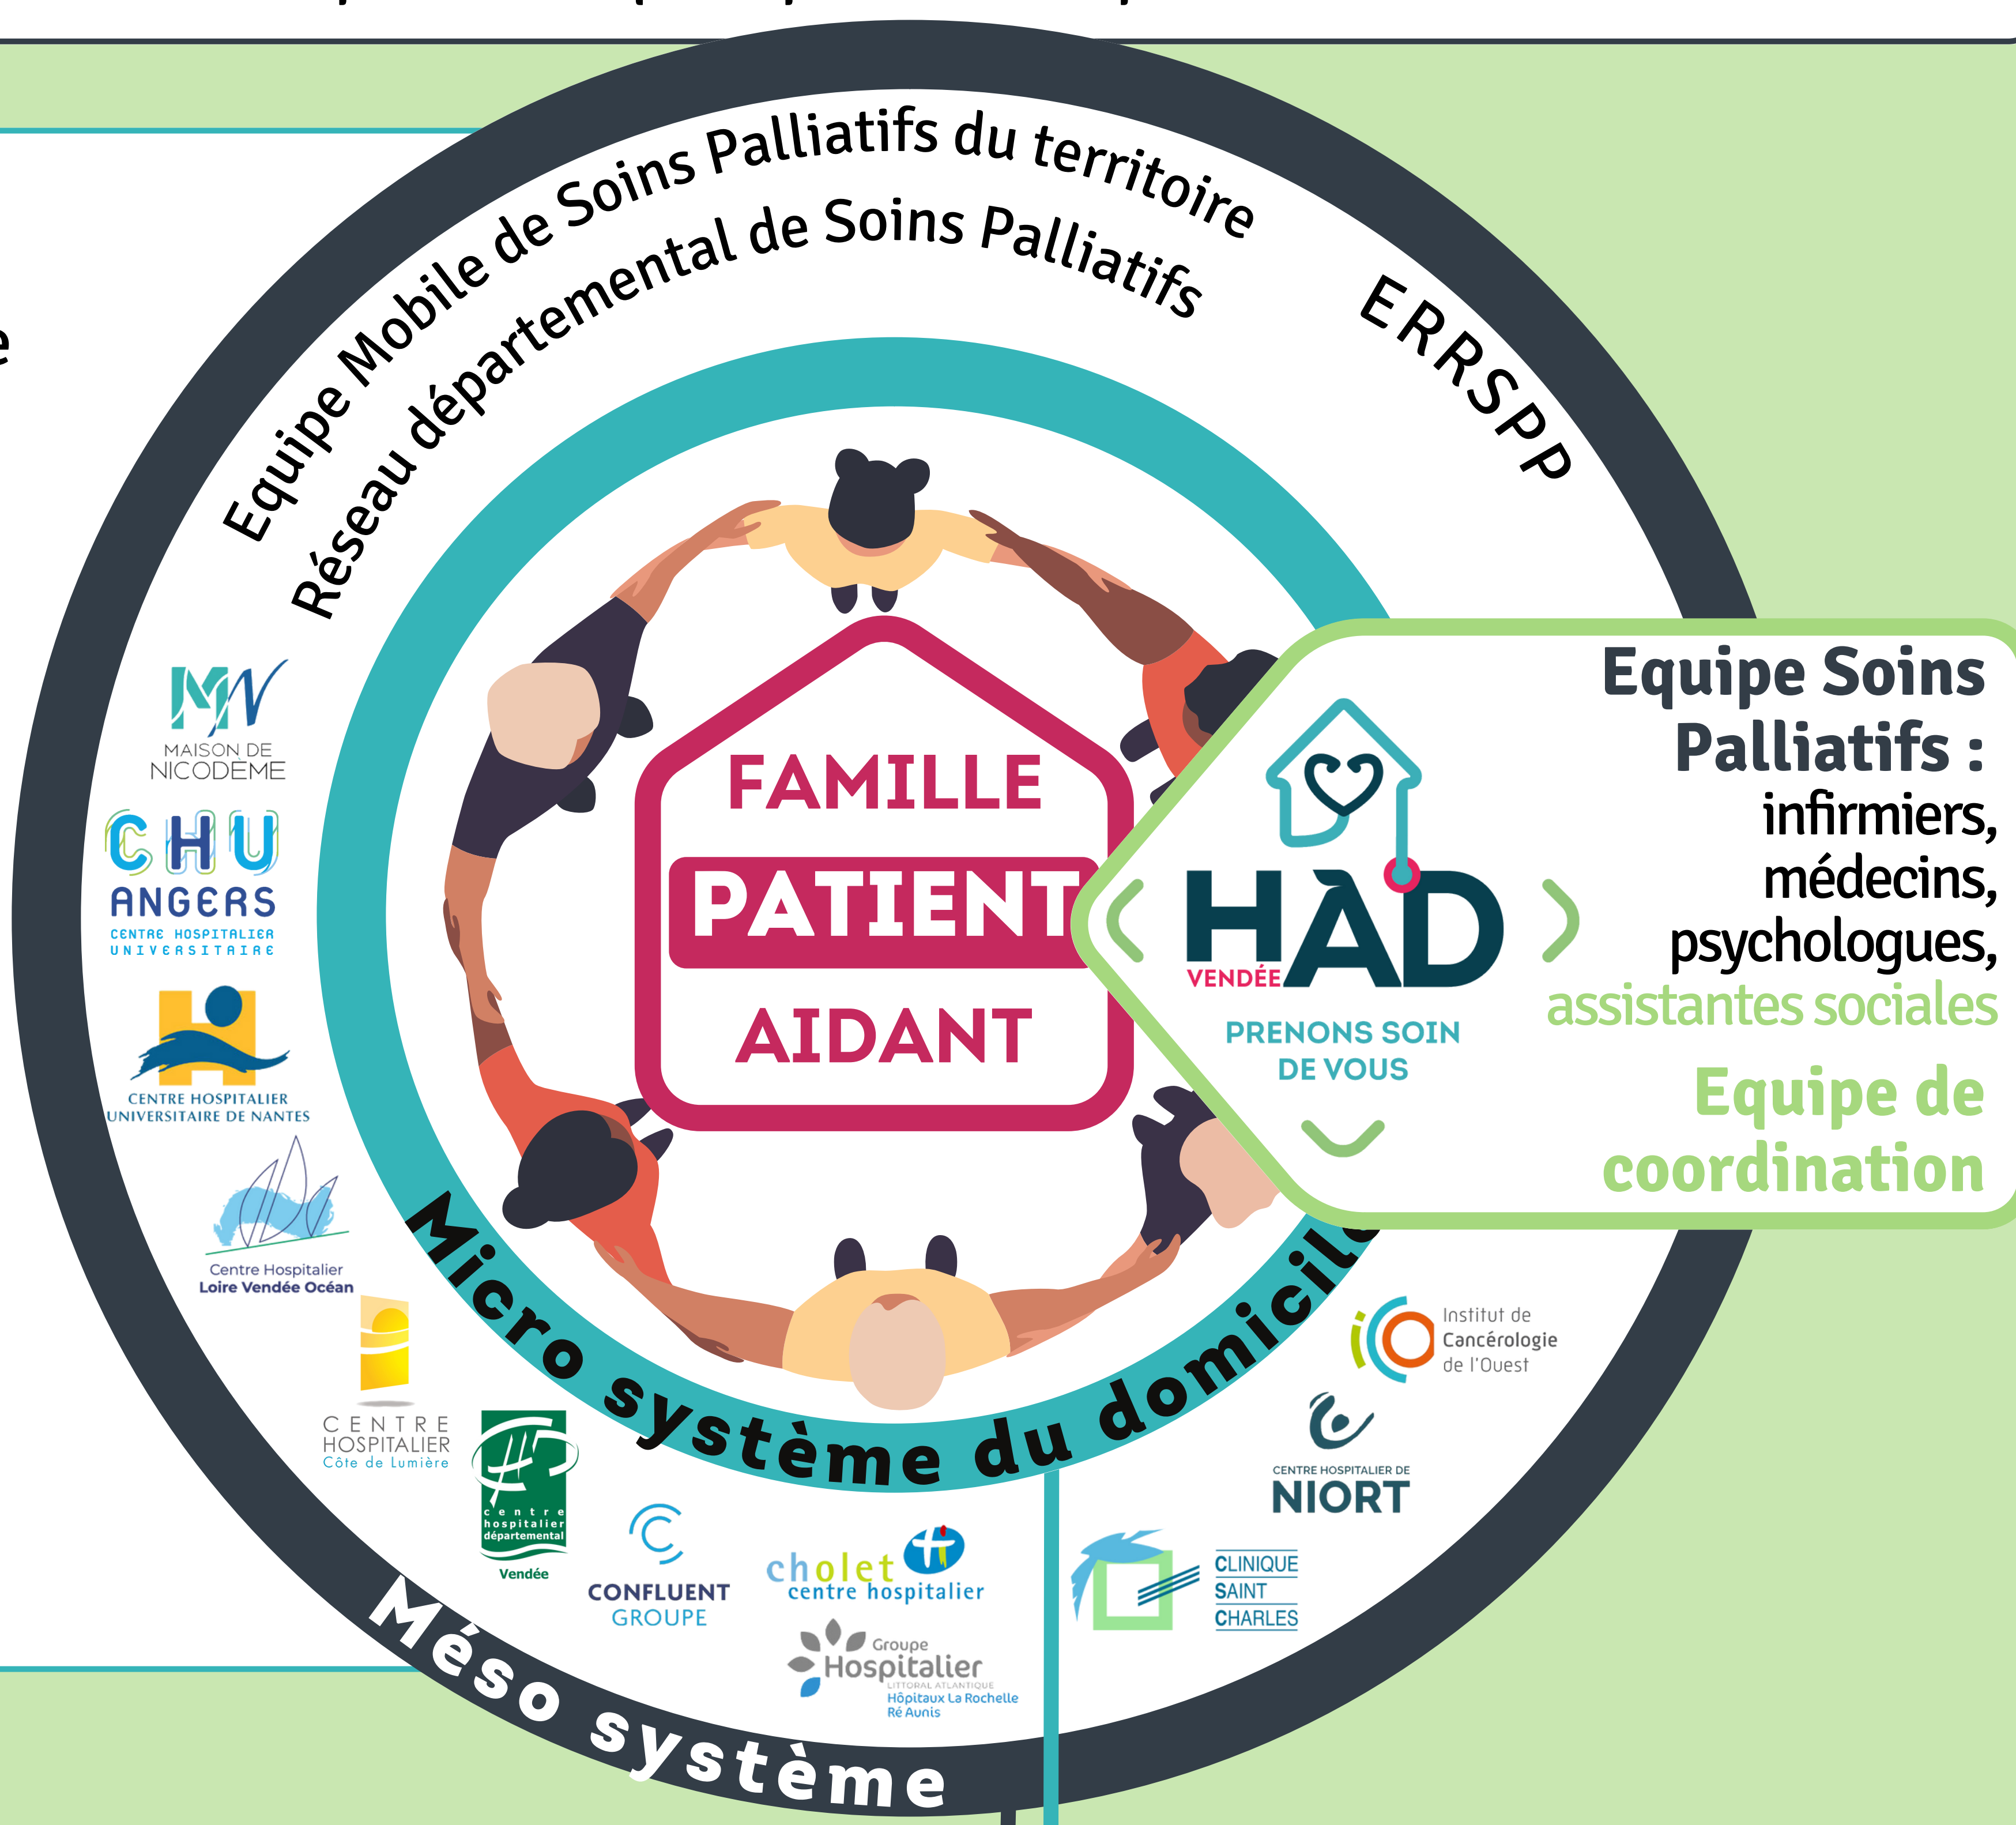 Equipe Mobile de Soins Palliatifs du territoire
Réseau départemental de Soins Palliatifs
ERRSPP
MAISON DE
NICODÈME
CHU
ANGERS
CENTRE HOSPITALIER
UNIVERSITAIRE
CENTRE HOSPITALIER
UNIVERSITAIRE DE NANTES
Centre Hospitalier
Loire Vendée Océan
CENTRE
HOSPITALIER
Côte de Lumière
centre
hospitalier
départemental
Vendée
CONFLUENT
GROUPE
cholet
centre hospitalier
Groupe
Hospitalier
LITTORAL ATLANTIQUE
Hôpitaux La Rochelle
Ré Aunis
CLINIQUE
SAINT
CHARLES
CENTRE HOSPITALIER DE
NIORT
Institut de
Cancérologie
de l'Ouest
FAMILLE
PATIENT
AIDANT
HAD
VENDÉE
PRENONS SOIN
DE VOUS
Equipe Soins
Palliatifs :
infirmiers,
médecins,
psychologues,
assistantes sociales
Equipe de
coordination
Micro système du domicile
Méso système